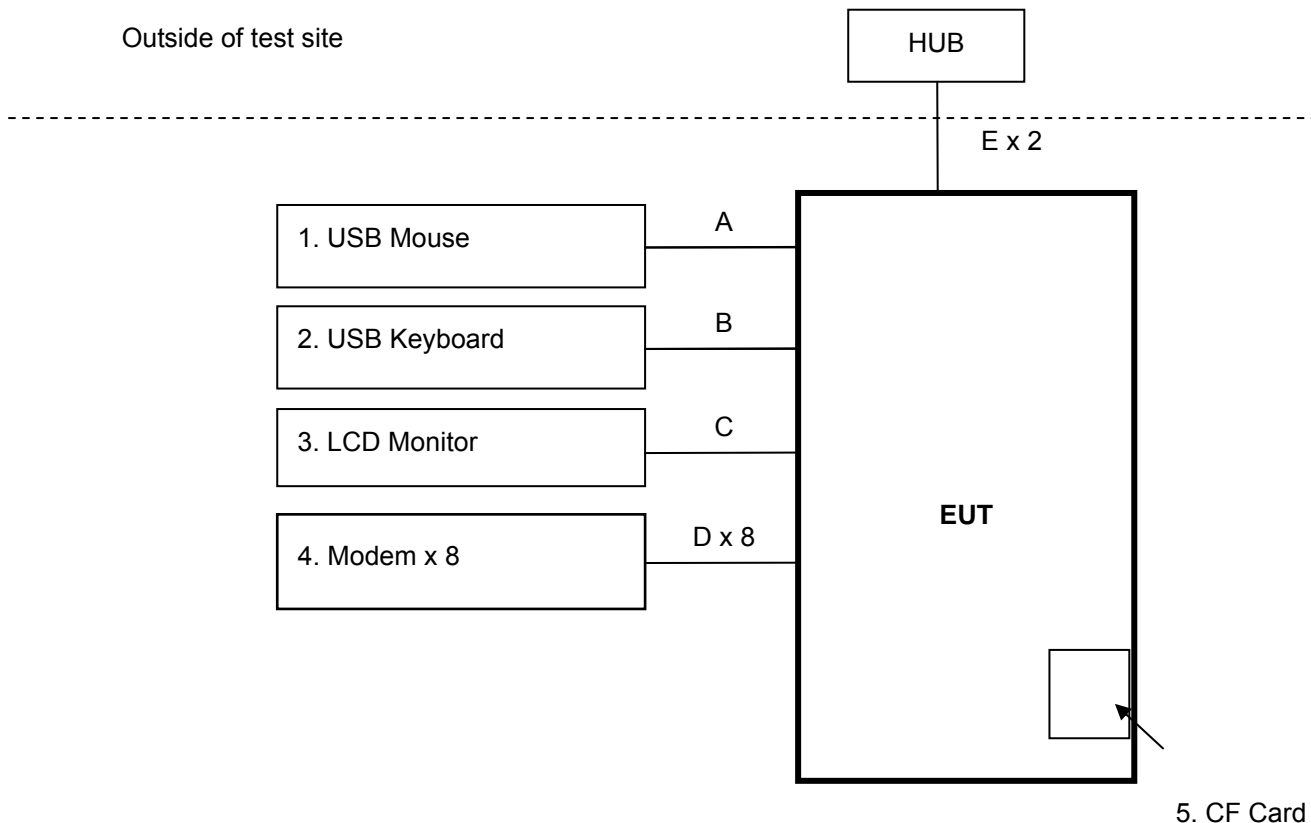 Outside of test site
HUB
E x 2
1. USB Mouse
A
2. USB Keyboard
B
3. LCD Monitor
C
4. Modem x 8
D x 8
EUT
5. CF Card